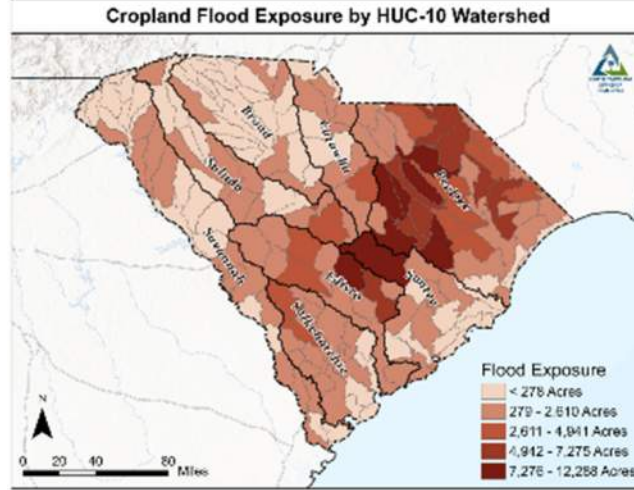 Cropland Flood Exposure by HUC-10 Watershed
Broad
Catawba
Saluda
Pee Dee
Savannah
Edisto
Santee
Salkehatchie
Flood Exposure
< 278 Acres
279 - 2,610 Acres
2,611 - 4,941 Acres
4,942 - 7,275 Acres
7,276 - 12,288 Acres
N
0 20 40 80
Miles